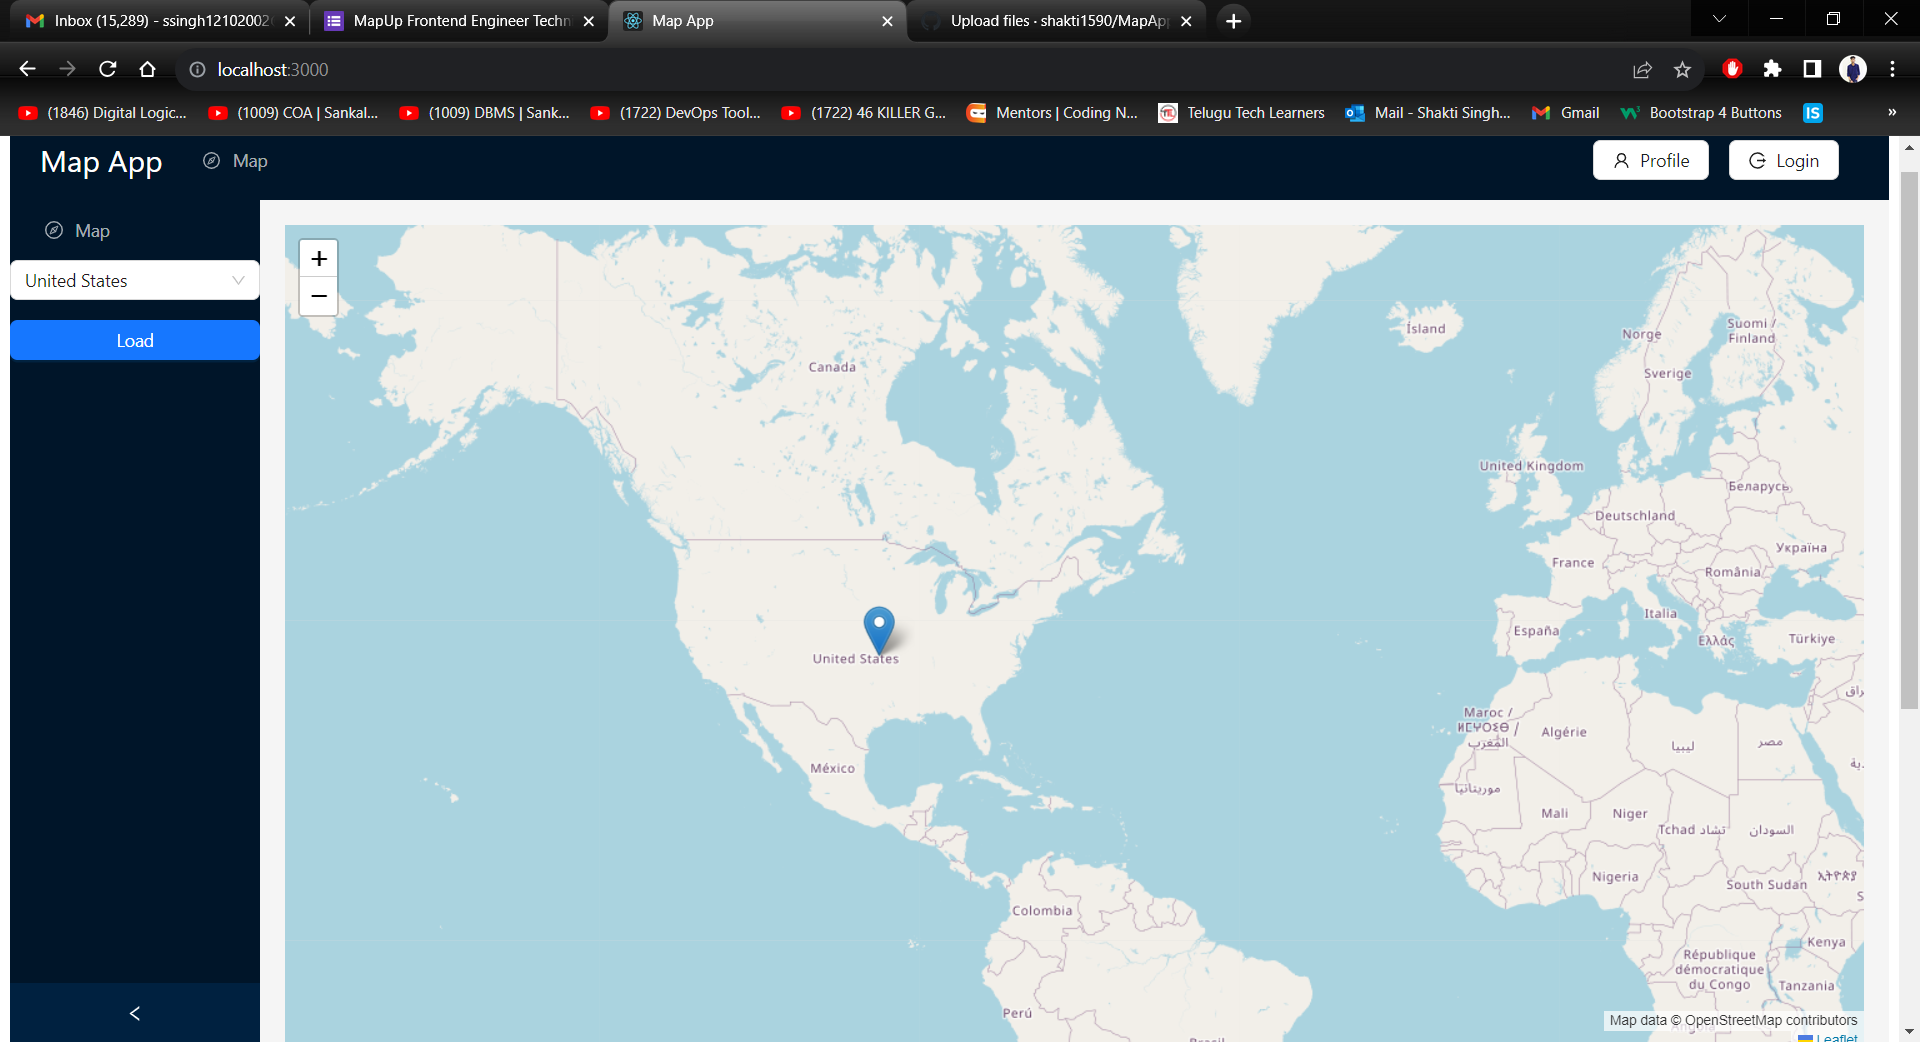 Inbox (15,289) - ssingh12102002
MapUp Frontend Engineer Techn
Map App
Upload files · shakti1590/MapApp
localhost:3000
(1846) Digital Logic...
(1009) COA | Sankal...
(1009) DBMS | Sank...
(1722) DevOps Tool...
(1722) 46 KILLER G...
Mentors | Coding N...
Telugu Tech Learners
Mail - Shakti Singh...
Gmail
Bootstrap 4 Buttons
IS
»
Map App
Map
Profile
Login
Map
United States
Load
+
−
Canada
Ísland
Norge
Suomi /
Finland
Sverige
United Kingdom
Беларусь
Deutschland
Україна
France
România
Italia
España
Ελλάς
Türkiye
United States
Maroc /
ⵍⵎⵖⵔⵉⴱ /
المغرب
Algérie
ليبيا
مصر
México
موريتانيا
Mali
Niger
Tchad تشاد
السودان
Nigeria
South Sudan
Colombia
Kenya
République
démocratique
du Congo
Tanzania
Perú
Map data © OpenStreetMap contributors
Brasil
Leaflet